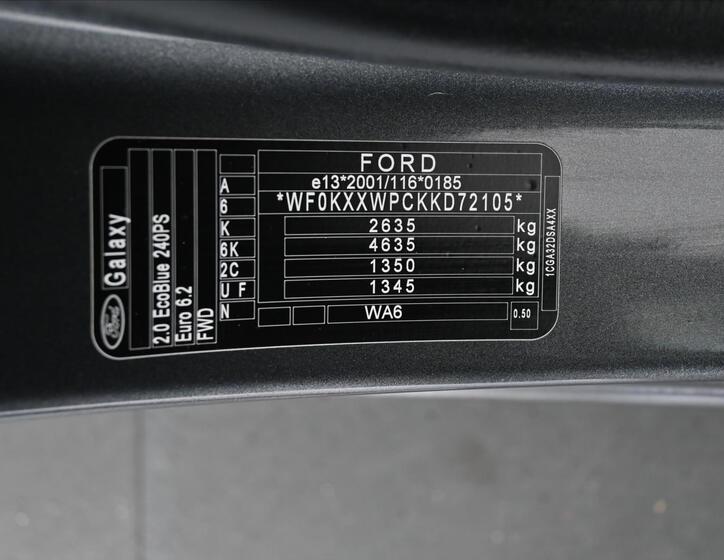 FORD
e13*2001/116*0185
*WF0KXXWPCKKD72105*
2635 kg
4635 kg
1350 kg
1345 kg
WA6
0.50
1CGA32DSA4XX
A
6
K
6K
2C
U F
N
Ford
Galaxy
2.0 EcoBlue 240PS
Euro 6.2
FWD